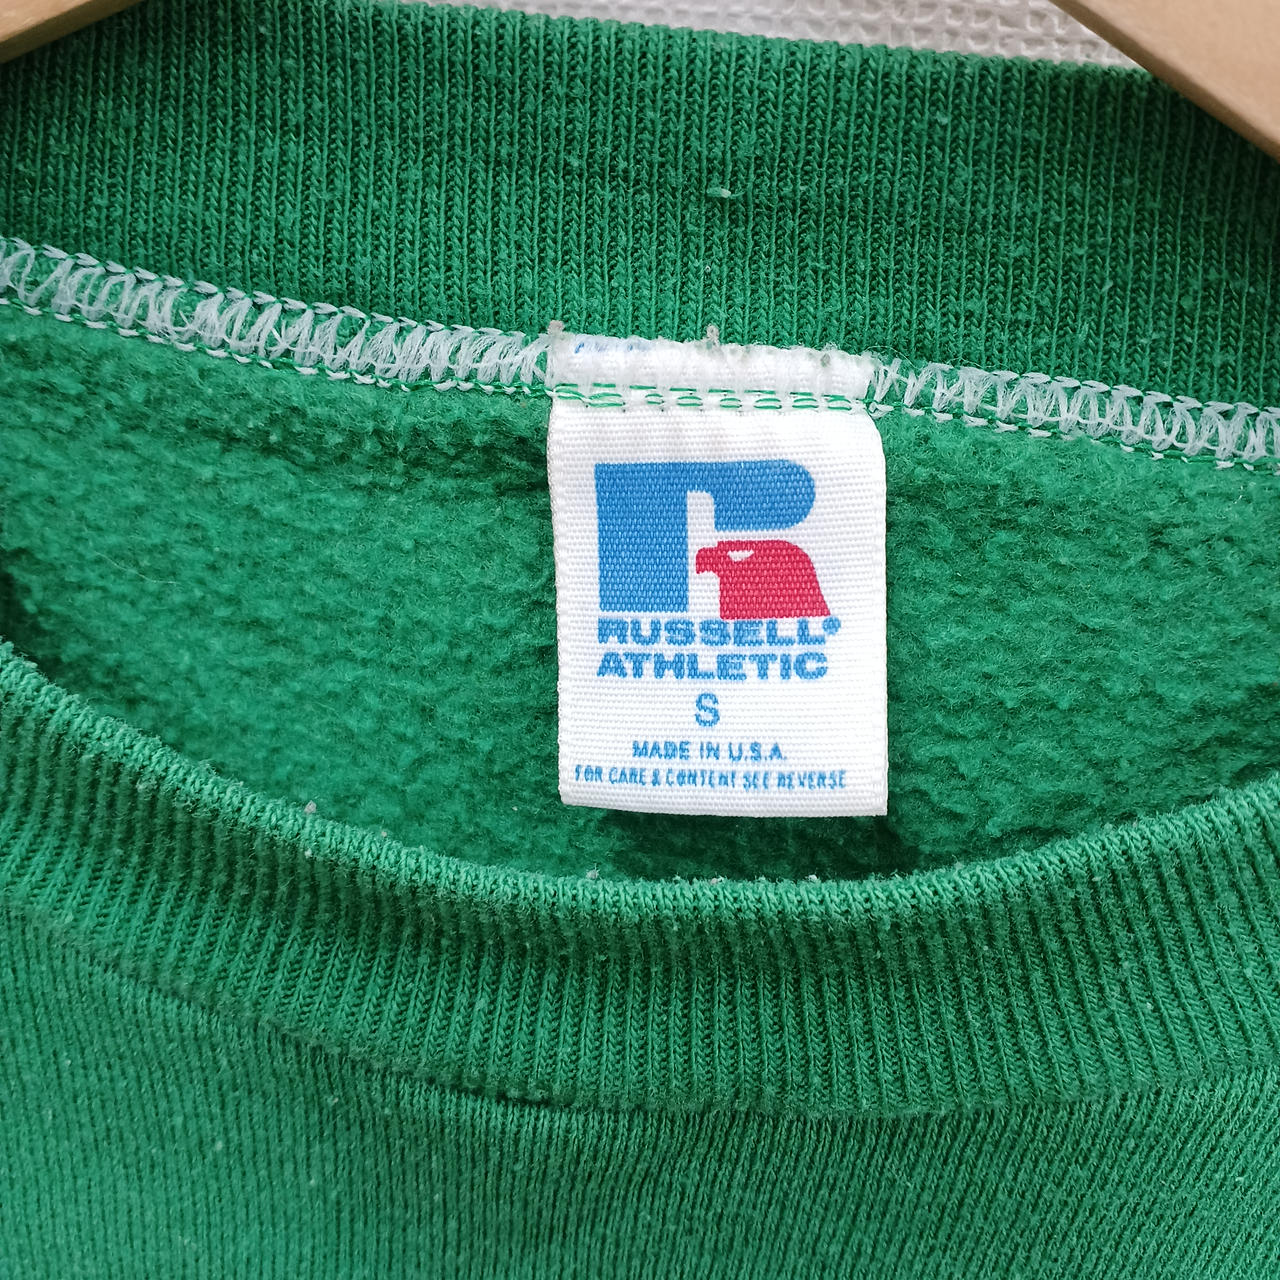 R
RUSSELL®
ATHLETIC
S
MADE IN U.S.A.
FOR CARE & CONTENT SEE REVERSE